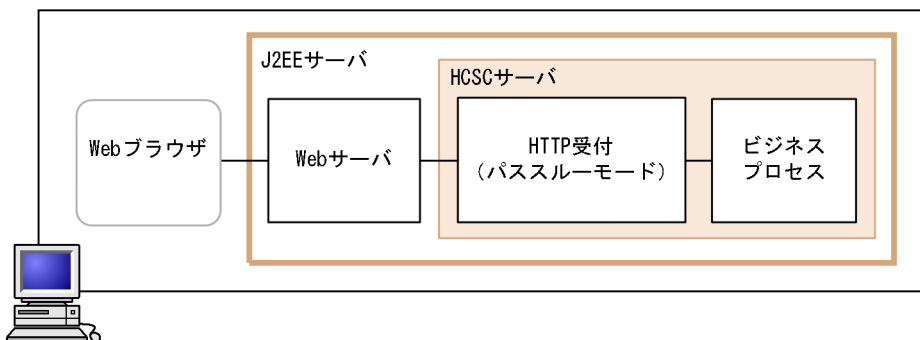 J2EEサーバ
HCSCサーバ
Webブラウザ
Webサーバ
HTTP受付
（パススルーモード）
ビジネス
プロセス